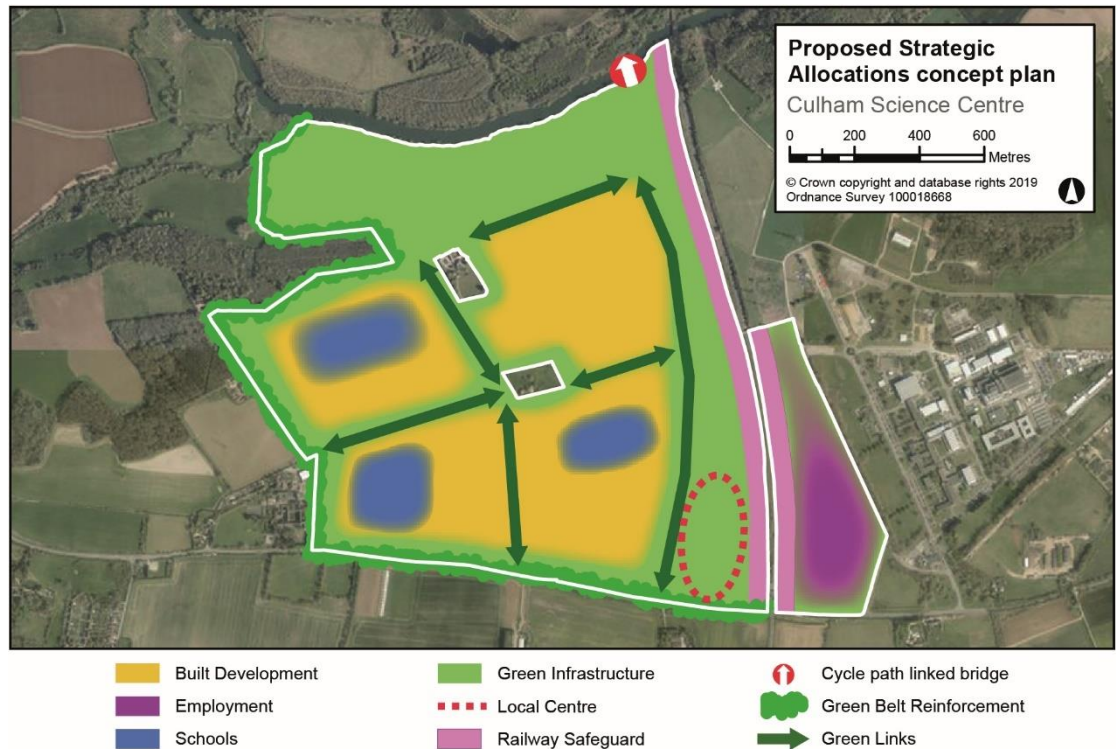 Proposed Strategic
Allocations concept plan
Culham Science Centre
0 200 400 600
Metres
© Crown copyright and database rights 2019
Ordnance Survey 100018668
Built Development
Employment
Schools
Green Infrastructure
Local Centre
Railway Safeguard
Cycle path linked bridge
Green Belt Reinforcement
Green Links